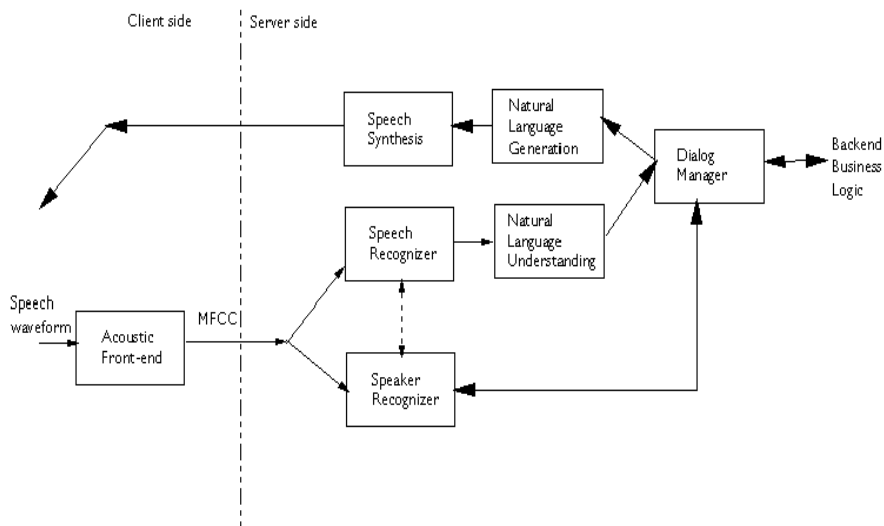 Client side
Server side
Speech
Synthesis
Natural
Language
Generation
Dialog
Manager
Backend
Business
Logic
Speech
Recognizer
Natural
Language
Understanding
Speech
waveform
Acoustic
Front-end
MFCC
Speaker
Recognizer